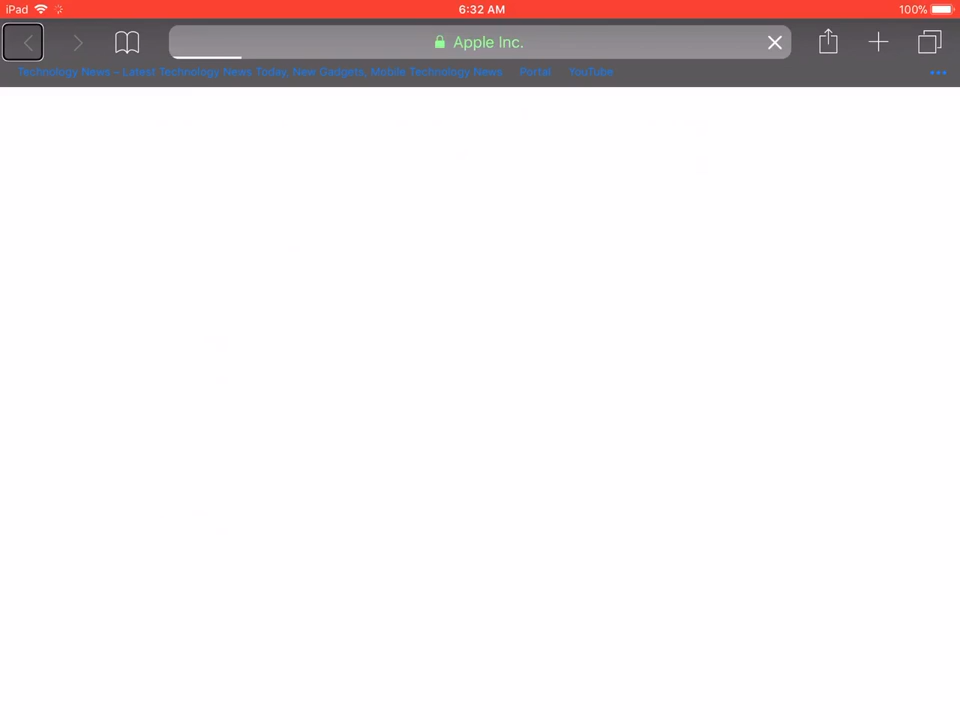 iPad 6:32 AM 100%
Apple Inc.
Technology News - Latest Technology News Today, New Gadgets, Mobile Technology News Portal YouTube